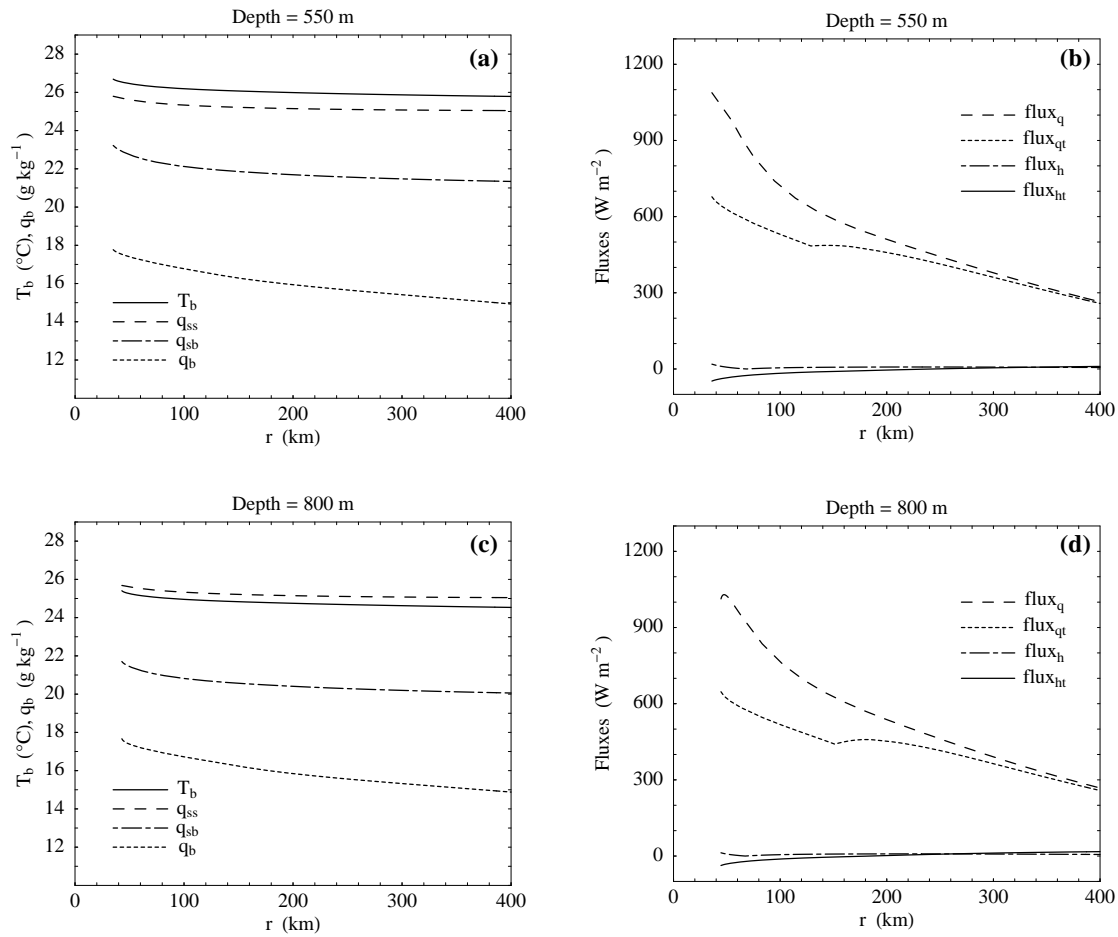 Depth = 550 m
(a)
28
26
24
22
20
18
16
14
12
T_b (°C), q_b (g kg⁻¹)
T_b
q_ss
q_sb
q_b
0 100 200 300 400
r (km)
Depth = 550 m
(b)
1200
900
600
300
0
Fluxes (W m⁻²)
flux_q
flux_qt
flux_h
flux_ht
0 100 200 300 400
r (km)
Depth = 800 m
(c)
28
26
24
22
20
18
16
14
12
T_b (°C), q_b (g kg⁻¹)
T_b
q_ss
q_sb
q_b
0 100 200 300 400
r (km)
Depth = 800 m
(d)
1200
900
600
300
0
Fluxes (W m⁻²)
flux_q
flux_qt
flux_h
flux_ht
0 100 200 300 400
r (km)